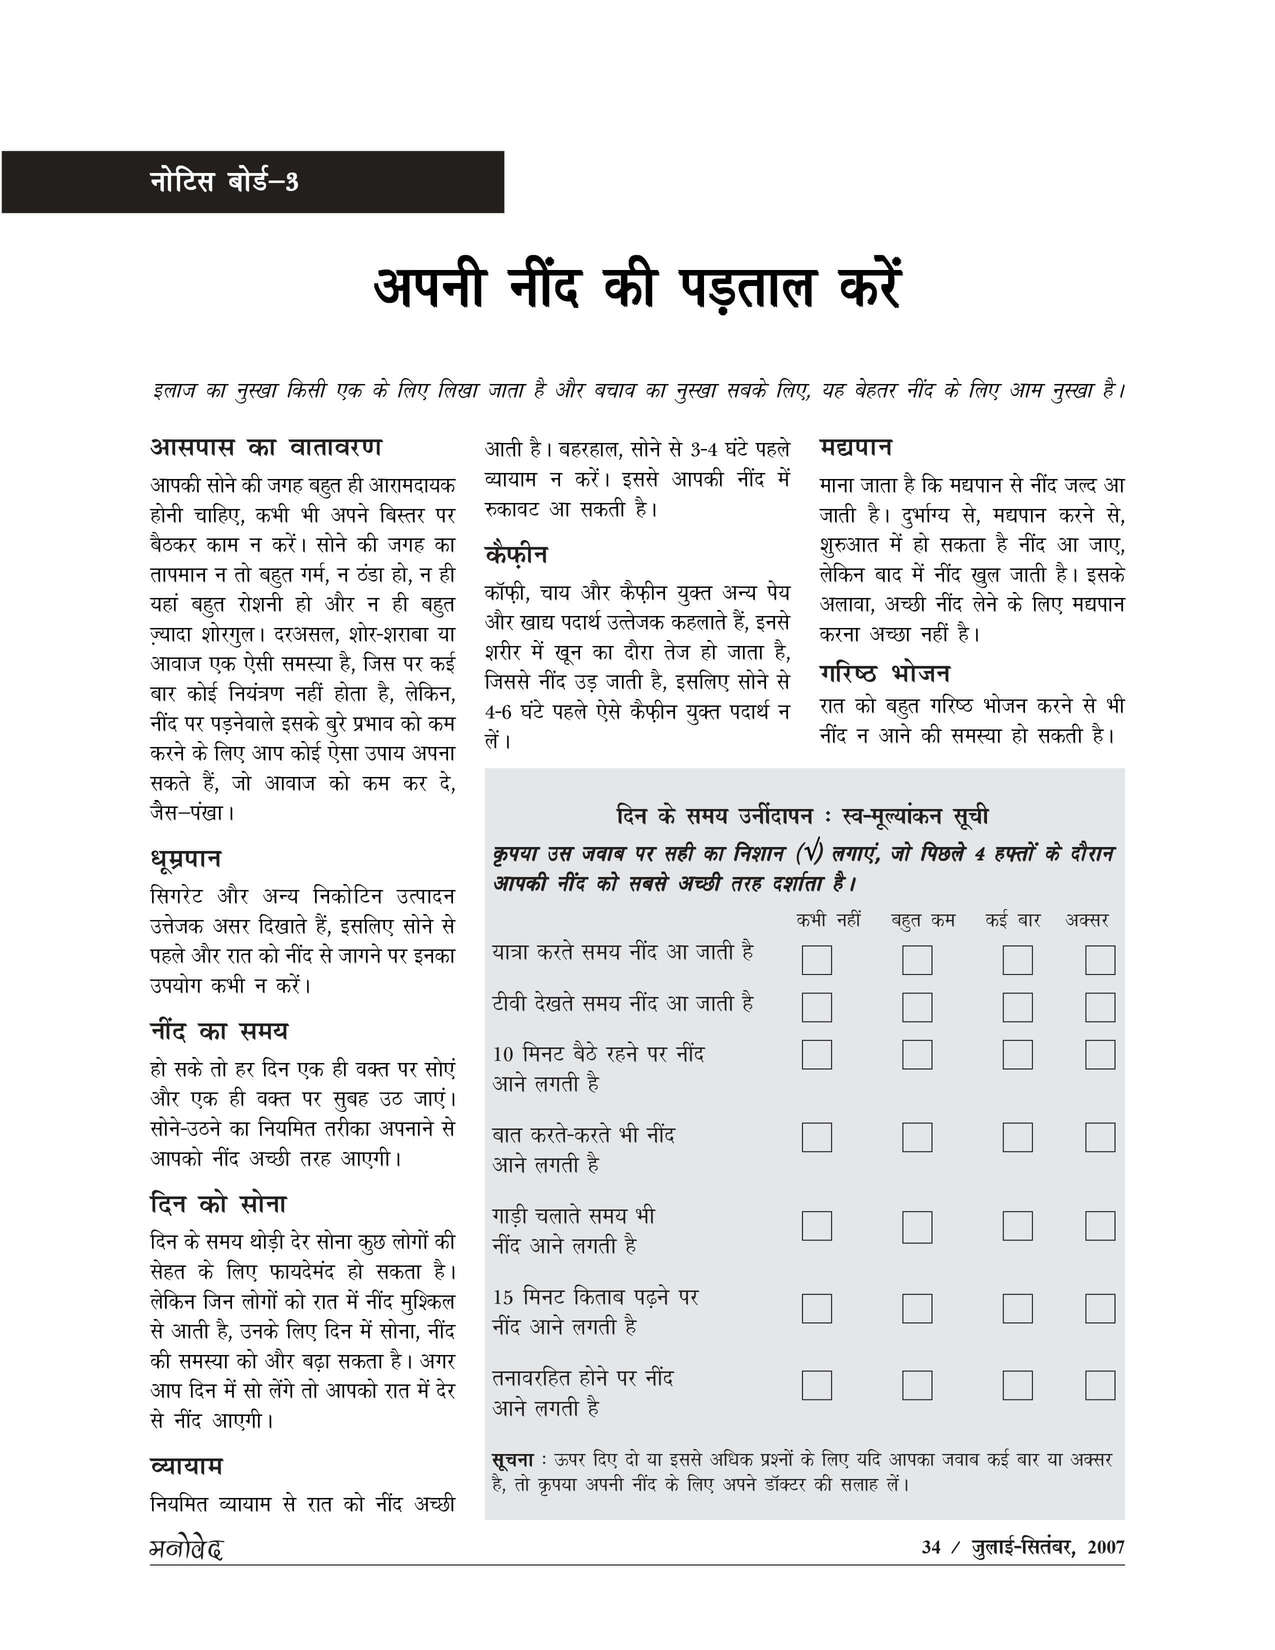 नोटिस बोर्ड–3
अपनी नींद की पड़ताल करें
इलाज का नुस्खा किसी एक के लिए लिखा जाता है और बचाव का नुस्खा सबके लिए, यह बेहतर नींद के लिए आम नुस्खा है।
आसपास का वातावरण
आपकी सोने की जगह बहुत ही आरामदायक
होनी चाहिए, कभी भी अपने बिस्तर पर
बैठकर काम न करें। सोने की जगह का
तापमान न तो बहुत गर्म, न ठंडा हो, न ही
यहां बहुत रोशनी हो और न ही बहुत
ज़्यादा शोरगुल। दरअसल, शोर-शराबा या
आवाज एक ऐसी समस्या है, जिस पर कई
बार कोई नियंत्रण नहीं होता है, लेकिन,
नींद पर पड़नेवाले इसके बुरे प्रभाव को कम
करने के लिए आप कोई ऐसा उपाय अपना
सकते हैं, जो आवाज को कम कर दे,
जैस–पंखा।
धूम्रपान
सिगरेट और अन्य निकोटिन उत्पादन
उत्तेजक असर दिखाते हैं, इसलिए सोने से
पहले और रात को नींद से जागने पर इनका
उपयोग कभी न करें।
नींद का समय
हो सके तो हर दिन एक ही वक्त पर सोएं
और एक ही वक्त पर सुबह उठ जाएं।
सोने-उठने का नियमित तरीका अपनाने से
आपको नींद अच्छी तरह आएगी।
दिन को सोना
दिन के समय थोड़ी देर सोना कुछ लोगों की
सेहत के लिए फायदेमंद हो सकता है।
लेकिन जिन लोगों को रात में नींद मुश्किल
से आती है, उनके लिए दिन में सोना, नींद
की समस्या को और बढ़ा सकता है। अगर
आप दिन में सो लेंगे तो आपको रात में देर
से नींद आएगी।
व्यायाम
नियमित व्यायाम से रात को नींद अच्छी
आती है। बहरहाल, सोने से 3-4 घंटे पहले
व्यायाम न करें। इससे आपकी नींद में
रुकावट आ सकती है।
कैफ़ीन
कॉफ़ी, चाय और कैफ़ीन युक्त अन्य पेय
और खाद्य पदार्थ उत्तेजक कहलाते हैं, इनसे
शरीर में खून का दौरा तेज हो जाता है,
जिससे नींद उड़ जाती है, इसलिए सोने से
4-6 घंटे पहले ऐसे कैफ़ीन युक्त पदार्थ न
लें।
मद्यपान
माना जाता है कि मद्यपान से नींद जल्द आ
जाती है। दुर्भाग्य से, मद्यपान करने से,
शुरुआत में हो सकता है नींद आ जाए,
लेकिन बाद में नींद खुल जाती है। इसके
अलावा, अच्छी नींद लेने के लिए मद्यपान
करना अच्छा नहीं है।
गरिष्ठ भोजन
रात को बहुत गरिष्ठ भोजन करने से भी
नींद न आने की समस्या हो सकती है।
दिन के समय उनींदापन : स्व-मूल्यांकन सूची
कृपया उस जवाब पर सही का निशान (√) लगाएं, जो पिछले 4 हफ्तों के दौरान
आपकी नींद को सबसे अच्छी तरह दर्शाता है।
कभी नहीं बहुत कम कई बार अक्सर
यात्रा करते समय नींद आ जाती है
टीवी देखते समय नींद आ जाती है
10 मिनट बैठे रहने पर नींद
आने लगती है
बात करते-करते भी नींद
आने लगती है
गाड़ी चलाते समय भी
नींद आने लगती है
15 मिनट किताब पढ़ने पर
नींद आने लगती है
तनावरहित होने पर नींद
आने लगती है
सूचना : ऊपर दिए दो या इससे अधिक प्रश्नों के लिए यदि आपका जवाब कई बार या अक्सर
है, तो कृपया अपनी नींद के लिए अपने डॉक्टर की सलाह लें।
मनोवेद
34 / जुलाई-सितंबर, 2007